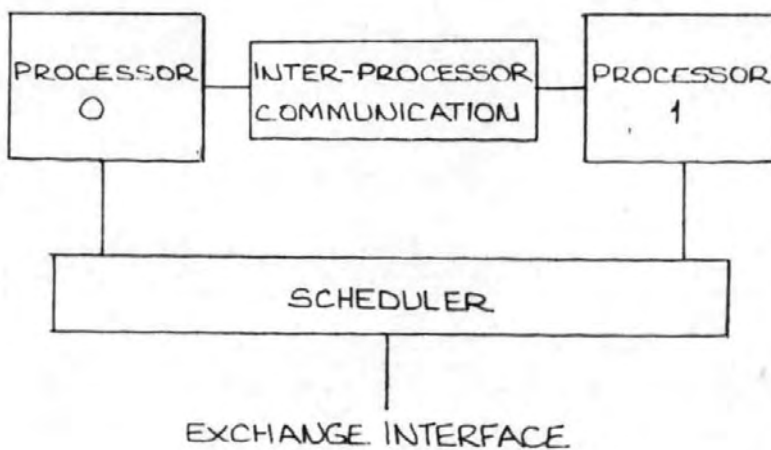 PROCESSOR
0
INTER-PROCESSOR
COMMUNICATION
PROCESSOR
1
SCHEDULER
EXCHANGE INTERFACE